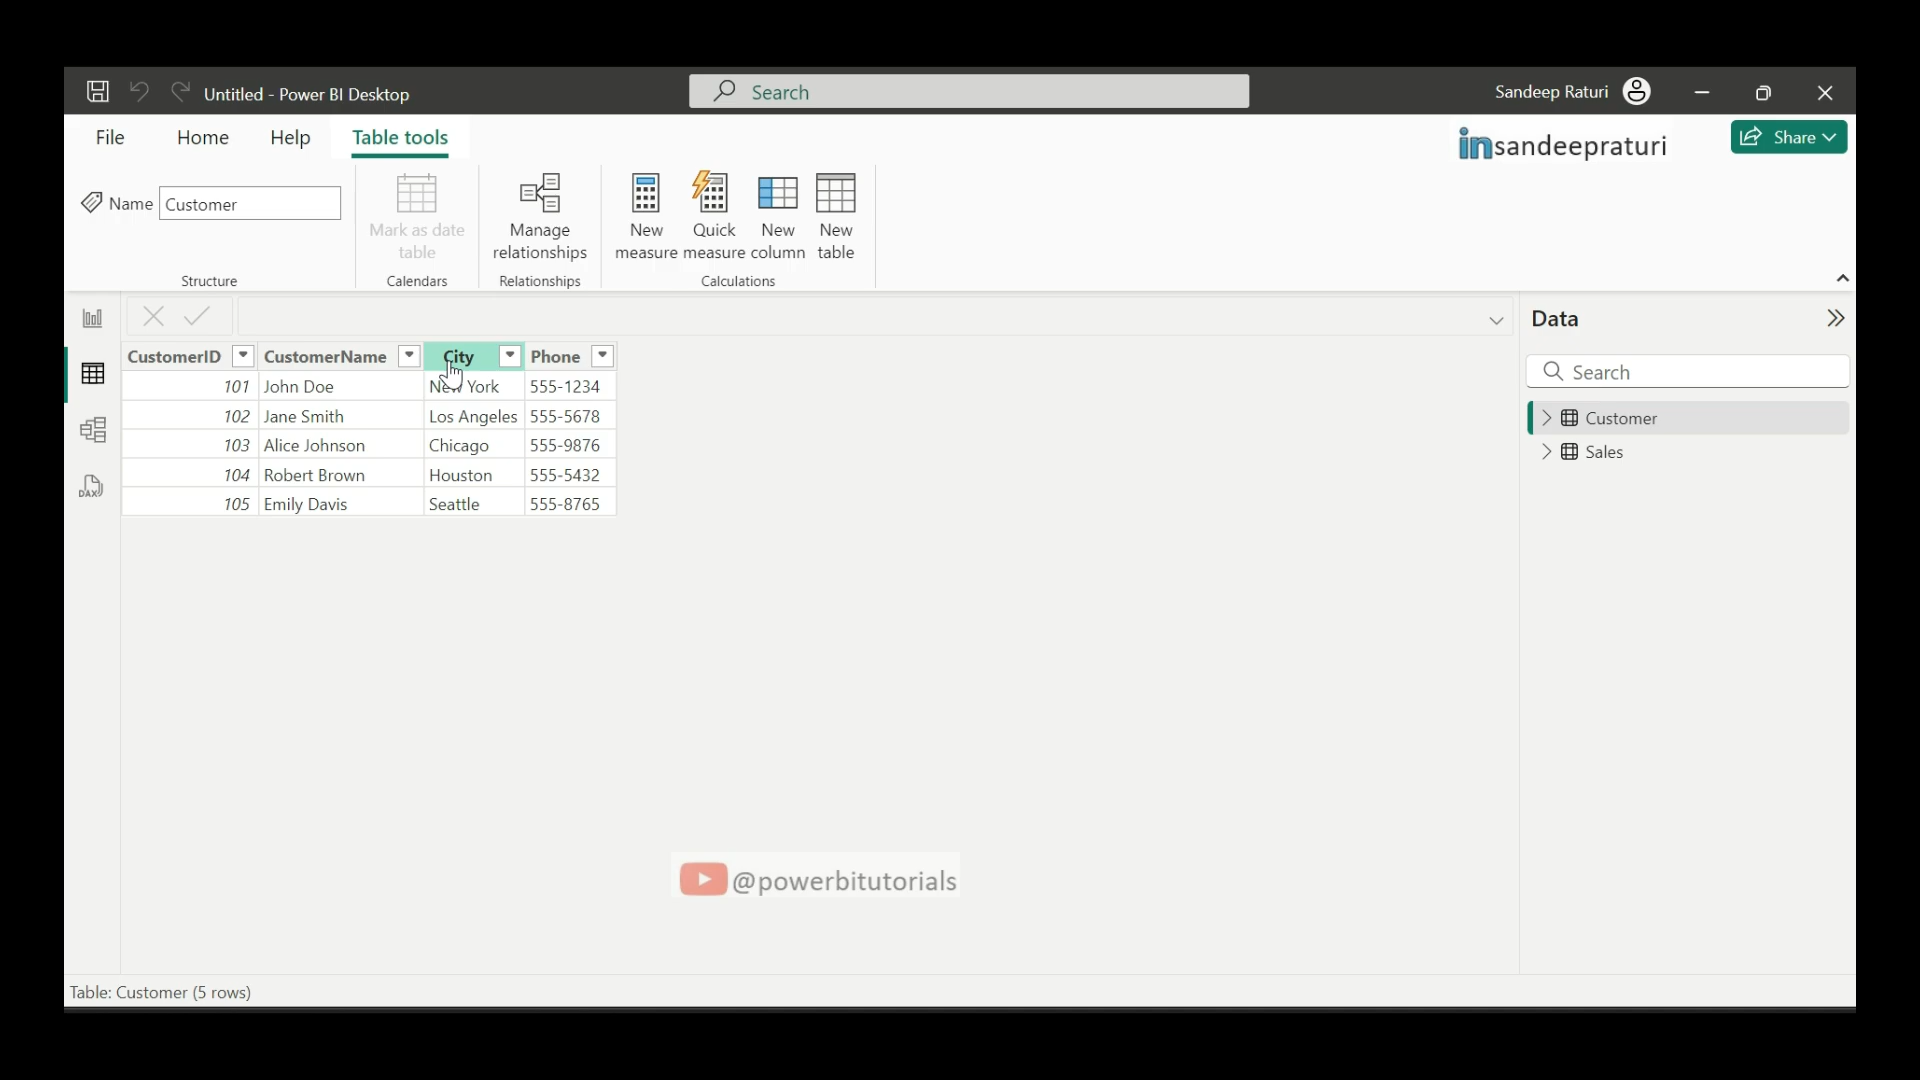 Untitled - Power BI Desktop
Search
Sandeep Raturi
File Home Help Table tools
insandeepraturi
Share
Name Customer
Mark as date table
Manage relationships
New measure
Quick measure
New column
New table
Structure Calendars Relationships Calculations
Data
Search
Customer
Sales
CustomerID CustomerName City Phone
101 John Doe New York 555-1234
102 Jane Smith Los Angeles 555-5678
103 Alice Johnson Chicago 555-9876
104 Robert Brown Houston 555-5432
105 Emily Davis Seattle 555-8765
DAX
@powerbitutorials
Table: Customer (5 rows)